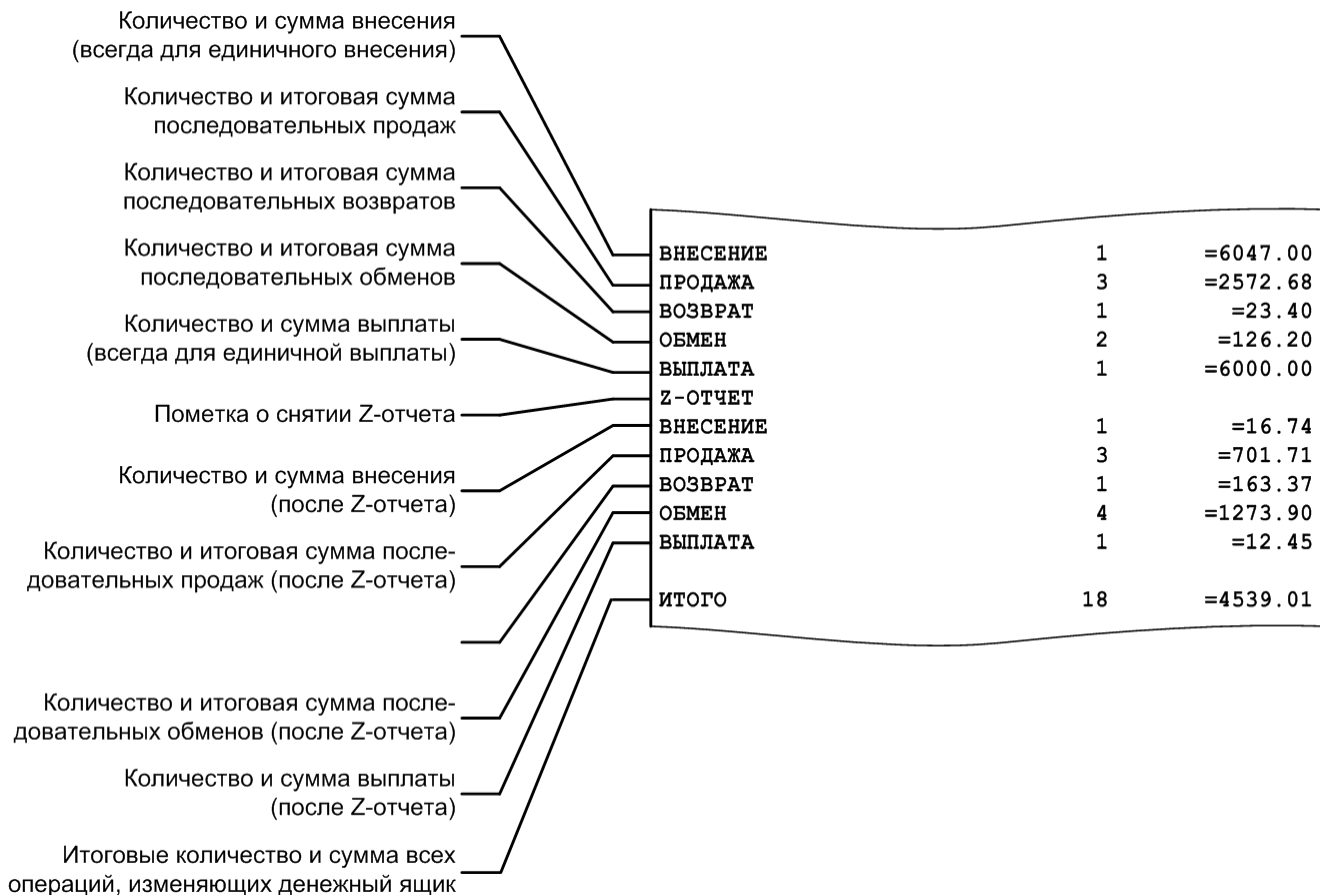 Количество и сумма внесения
(всегда для единичного внесения)
Количество и итоговая сумма
последовательных продаж
Количество и итоговая сумма
последовательных возвратов
Количество и итоговая сумма
последовательных обменов
Количество и сумма выплаты
(всегда для единичной выплаты)
Пометка о снятии Z-отчета
Количество и сумма внесения
(после Z-отчета)
Количество и итоговая сумма после-
довательных продаж (после Z-отчета)
Количество и итоговая сумма после-
довательных обменов (после Z-отчета)
Количество и сумма выплаты
(после Z-отчета)
Итоговые количество и сумма всех
операций, изменяющих денежный ящик
ВНЕСЕНИЕ 1 =6047.00
ПРОДАЖА 3 =2572.68
ВОЗВРАТ 1 =23.40
ОБМЕН 2 =126.20
ВЫПЛАТА 1 =6000.00
Z-ОТЧЕТ
ВНЕСЕНИЕ 1 =16.74
ПРОДАЖА 3 =701.71
ВОЗВРАТ 1 =163.37
ОБМЕН 4 =1273.90
ВЫПЛАТА 1 =12.45
ИТОГО 18 =4539.01